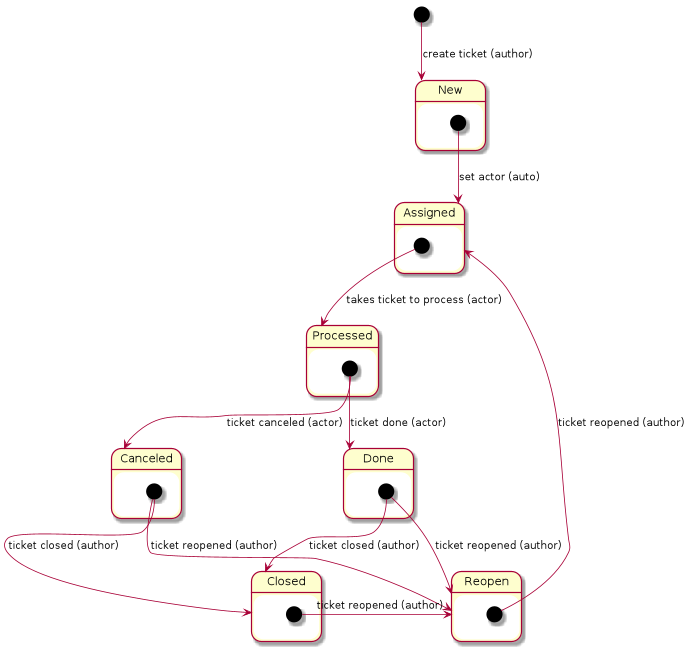 create ticket (author)
New
set actor (auto)
Assigned
takes ticket to process (actor)
Processed
ticket canceled (actor)
ticket done (actor)
ticket reopened (author)
Canceled
Done
ticket closed (author)
ticket reopened (author)
ticket closed (author)
ticket reopened (author)
Closed
Reopen
ticket reopened (author)